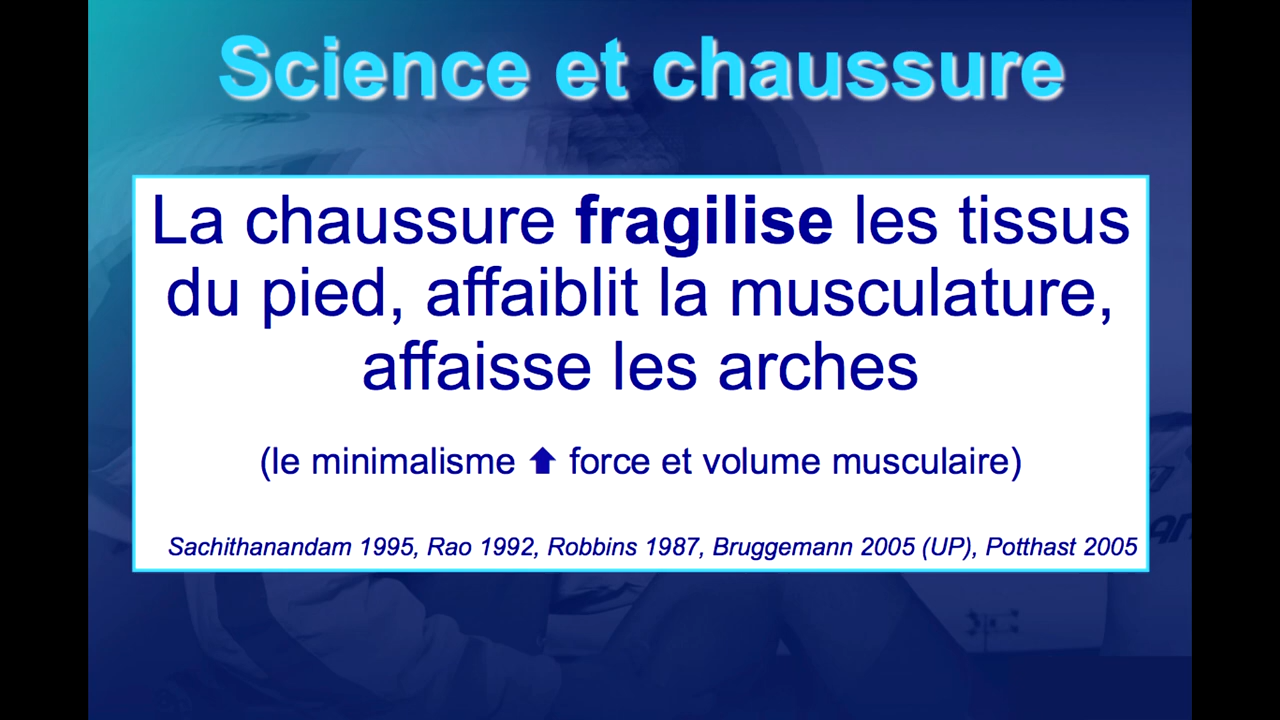 Science et chaussure
La chaussure fragilise les tissus
du pied, affaiblit la musculature,
affaisse les arches
(le minimalisme ⬆ force et volume musculaire)
Sachithanandam 1995, Rao 1992, Robbins 1987, Bruggemann 2005 (UP), Potthast 2005